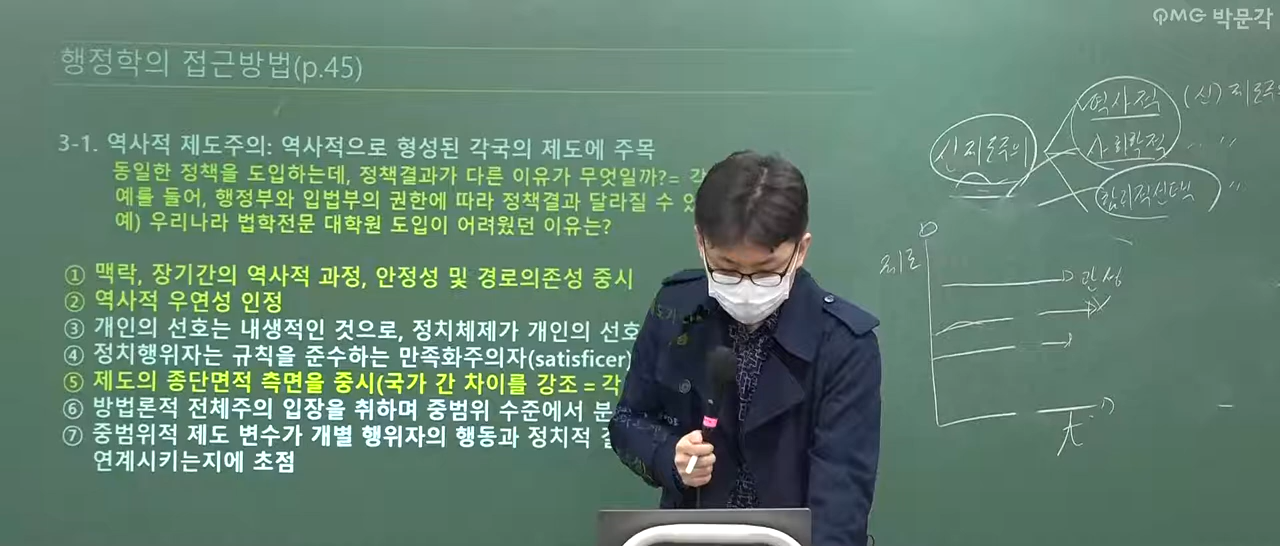 PMG 박문각
행정학의 접근방법(p.45)
3-1. 역사적 제도주의: 역사적으로 형성된 각국의 제도에 주목
동일한 정책을 도입하는데, 정책결과가 다른 이유가 무엇일까?= 각
예를 들어, 행정부와 입법부의 권한에 따라 정책결과 달라질 수 있
예) 우리나라 법학전문 대학원 도입이 어려웠던 이유는?
① 맥락, 장기간의 역사적 과정, 안정성 및 경로의존성 중시
② 역사적 우연성 인정
③ 개인의 선호는 내생적인 것으로, 정치체제가 개인의 선호
④ 정치행위자는 규칙을 준수하는 만족화주의자(satisficer)
⑤ 제도의 종단면적 측면을 중시(국가 간 차이를 강조 = 각
⑥ 방법론적 전체주의 입장을 취하며 중범위 수준에서 분
⑦ 중범위적 제도 변수가 개별 행위자의 행동과 정치적 결
연계시키는지에 초점
신제도주의
역사적 (신) 제도주의
사회학적 〃
합리적선택 〃
제도
관성
t